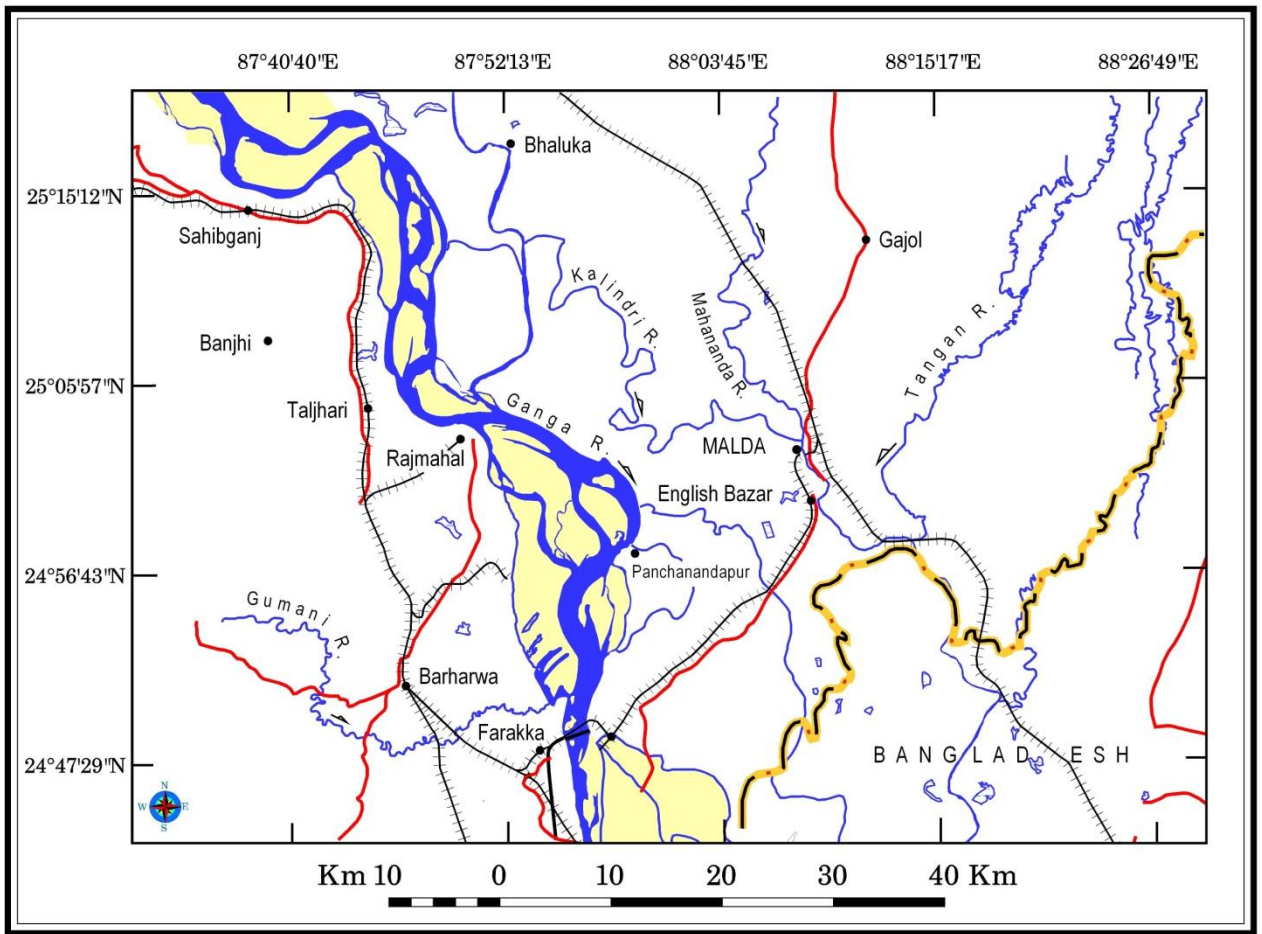 87°40'40"E 87°52'13"E 88°03'45"E 88°15'17"E 88°26'49"E
Bhaluka
25°15'12"N
Sahibganj
Gajol
Kalindri R.
Mahananda R.
Tangan R.
Banjhi
25°05'57"N
Taljhari
Ganga R.
Rajmahal
MALDA
English Bazar
24°56'43"N
Panchanandapur
Gumani R.
Barharwa
Farakka
BANGLADESH
24°47'29"N
N
W E
S
Km 10 0 10 20 30 40 Km